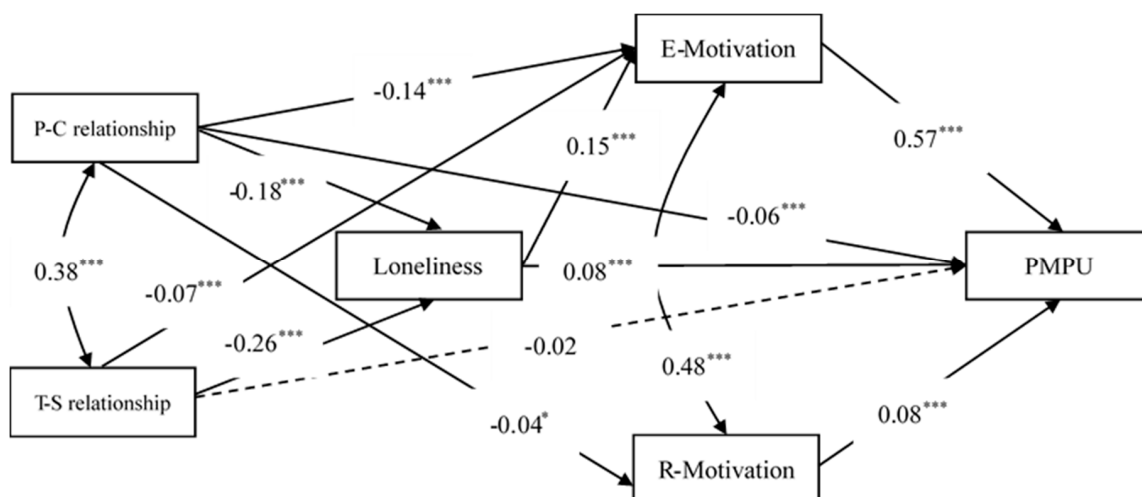 E-Motivation
-0.14***
P-C relationship
0.57***
0.15***
-0.18***
-0.06***
Loneliness
0.08***
PMPU
0.38***
-0.07***
-0.26***
-0.02
0.48***
T-S relationship
-0.04*
0.08***
R-Motivation